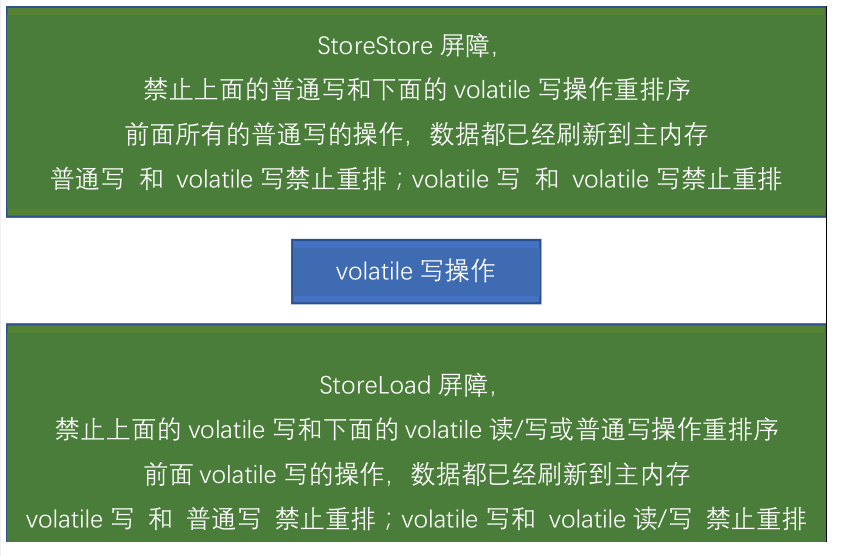 StoreStore 屏障，
禁止上面的普通写和下面的 volatile 写操作重排序
前面所有的普通写的操作，数据都已经刷新到主内存
普通写 和 volatile 写禁止重排；volatile 写 和 volatile 写禁止重排
volatile 写操作
StoreLoad 屏障，
禁止上面的 volatile 写和下面的 volatile 读/写或普通写操作重排序
前面 volatile 写的操作，数据都已经刷新到主内存
volatile 写 和 普通写 禁止重排；volatile 写和 volatile 读/写 禁止重排